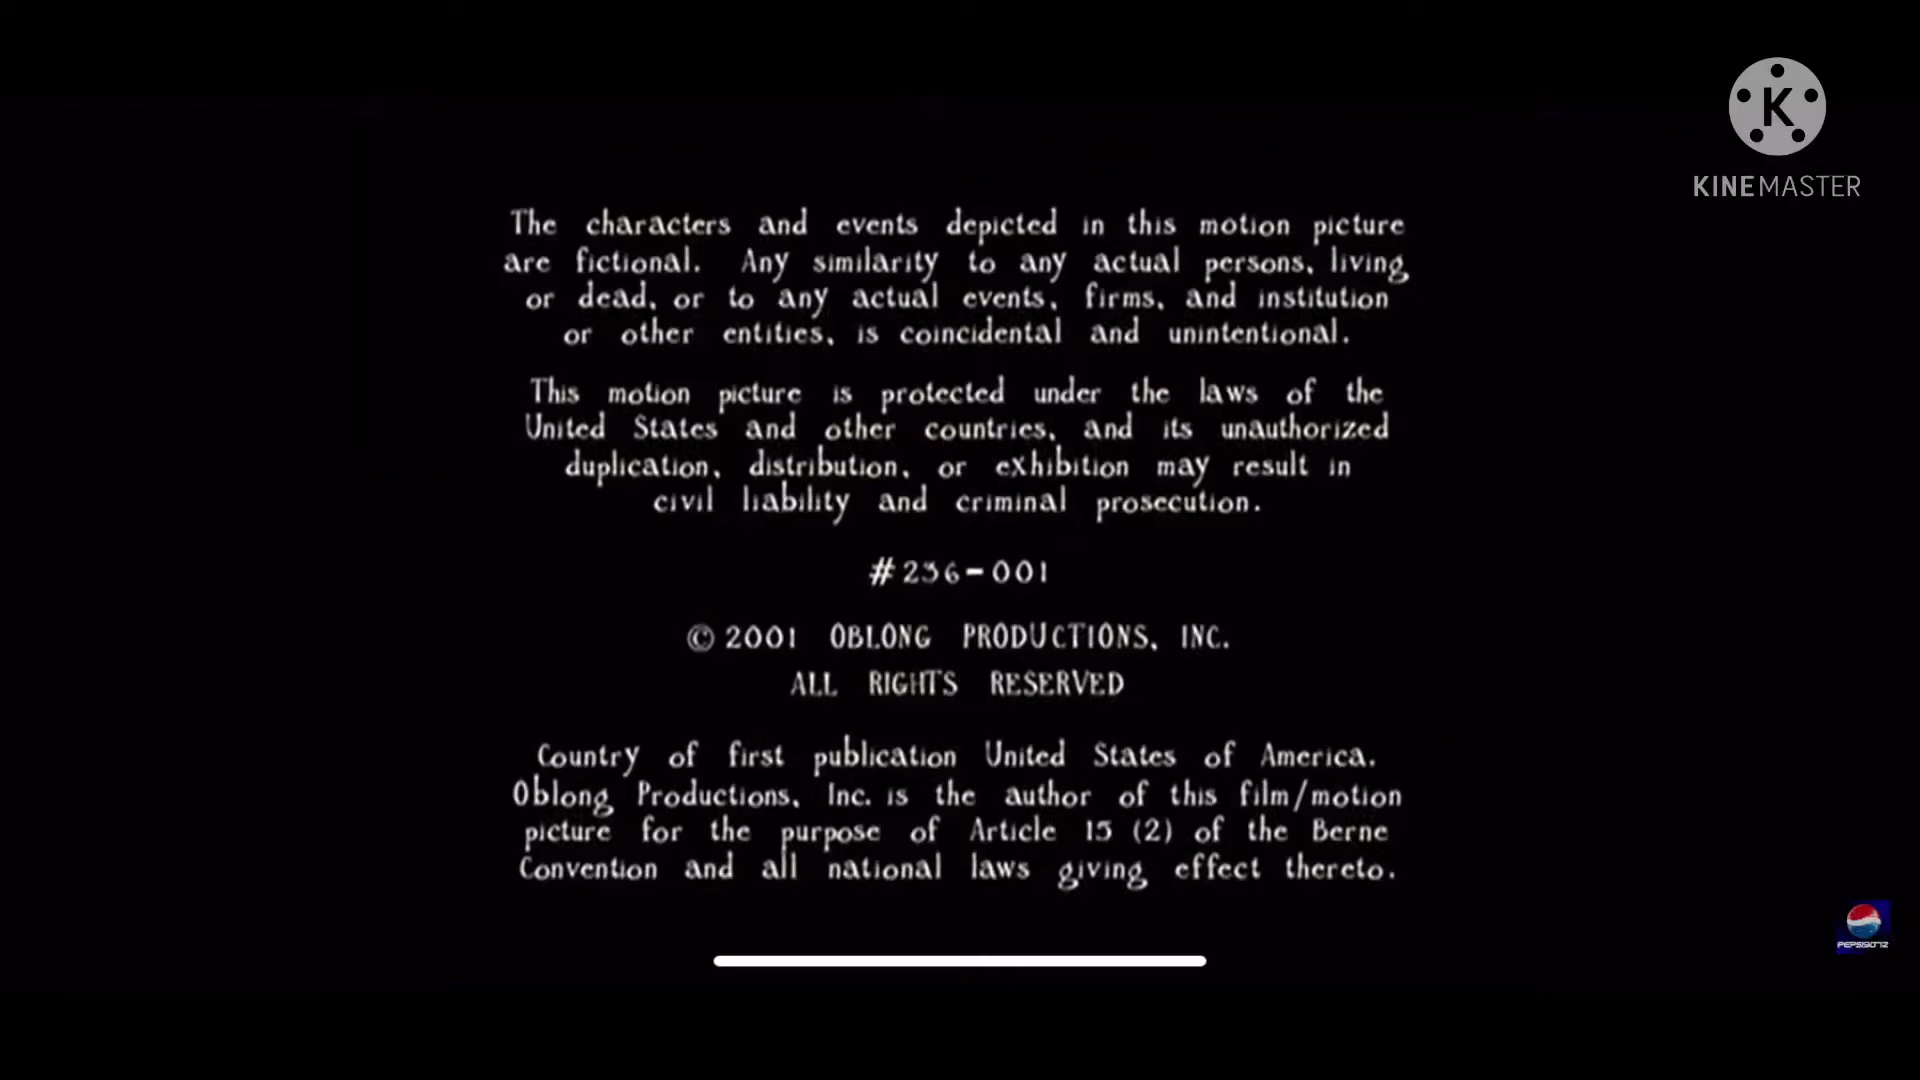 KINEMASTER
The characters and events depicted in this motion picture
are fictional. Any similarity to any actual persons, living
or dead, or to any actual events, firms, and institution
or other entities, is coincidental and unintentional.
This motion picture is protected under the laws of the
United States and other countries, and its unauthorized
duplication, distribution, or exhibition may result in
civil liability and criminal prosecution.
#236-001
© 2001 OBLONG PRODUCTIONS, INC.
ALL RIGHTS RESERVED
Country of first publication United States of America.
Oblong Productions, Inc. is the author of this film/motion
picture for the purpose of Article 15 (2) of the Berne
Convention and all national laws giving effect thereto.